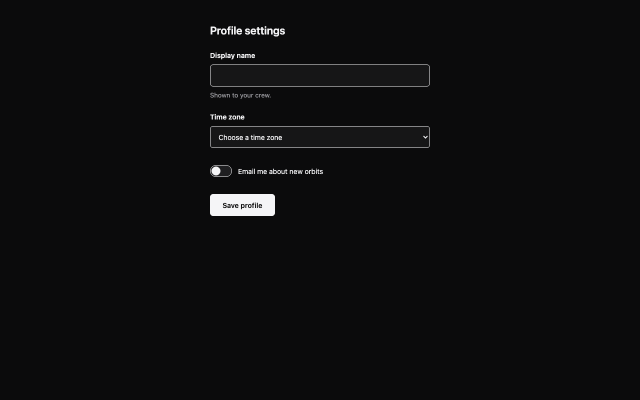 Profile settings
Display name
Shown to your crew.
Time zone
Choose a time zone
Email me about new orbits
Save profile